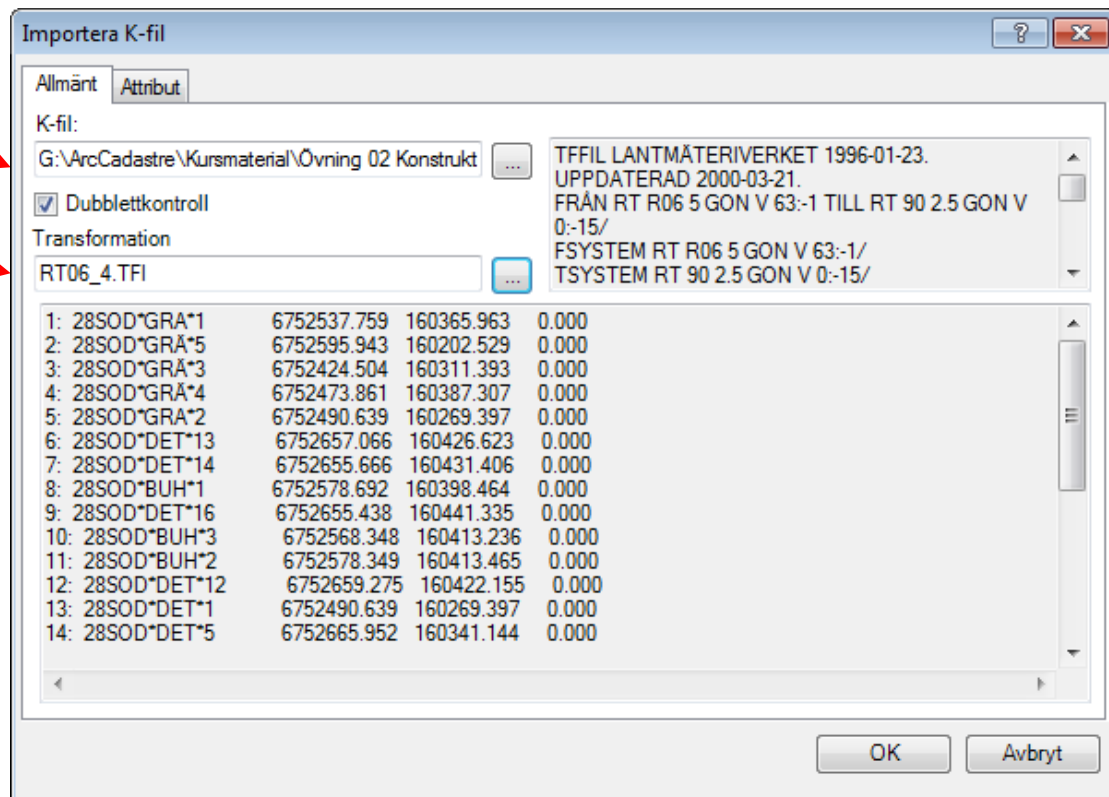 Importera K-fil
Allmänt Attribut
K-fil:
G:\ArcCadastre\Kursmaterial\Övning 02 Konstrukt ...
Dubblettkontroll
Transformation
RT06_4.TFI ...
TFFIL LANTMÄTERIVERKET 1996-01-23.
UPPDATERAD 2000-03-21.
FRÅN RT R06 5 GON V 63:-1 TILL RT 90 2.5 GON V
0:-15/
FSYSTEM RT R06 5 GON V 63:-1/
TSYSTEM RT 90 2.5 GON V 0:-15/
1: 28SOD*GRA*1 6752537.759 160365.963 0.000
2: 28SOD*GRÄ*5 6752595.943 160202.529 0.000
3: 28SOD*GRÄ*3 6752424.504 160311.393 0.000
4: 28SOD*GRÄ*4 6752473.861 160387.307 0.000
5: 28SOD*GRA*2 6752490.639 160269.397 0.000
6: 28SOD*DET*13 6752657.066 160426.623 0.000
7: 28SOD*DET*14 6752655.666 160431.406 0.000
8: 28SOD*BUH*1 6752578.692 160398.464 0.000
9: 28SOD*DET*16 6752655.438 160441.335 0.000
10: 28SOD*BUH*3 6752568.348 160413.236 0.000
11: 28SOD*BUH*2 6752578.349 160413.465 0.000
12: 28SOD*DET*12 6752659.275 160422.155 0.000
13: 28SOD*DET*1 6752490.639 160269.397 0.000
14: 28SOD*DET*5 6752665.952 160341.144 0.000
OK Avbryt